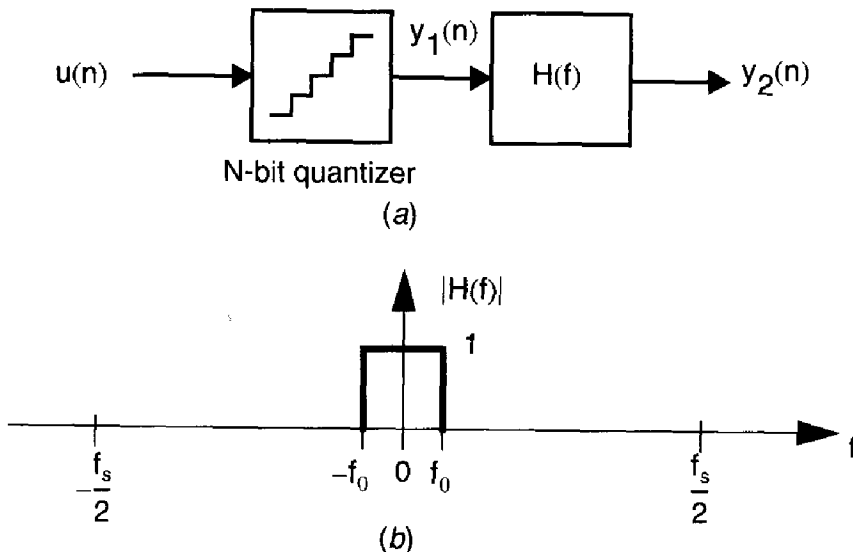 u(n)
y1(n)
H(f)
y2(n)
N-bit quantizer
(a)
|H(f)|
1
f
-fs/2
-f0
0
f0
fs/2
(b)